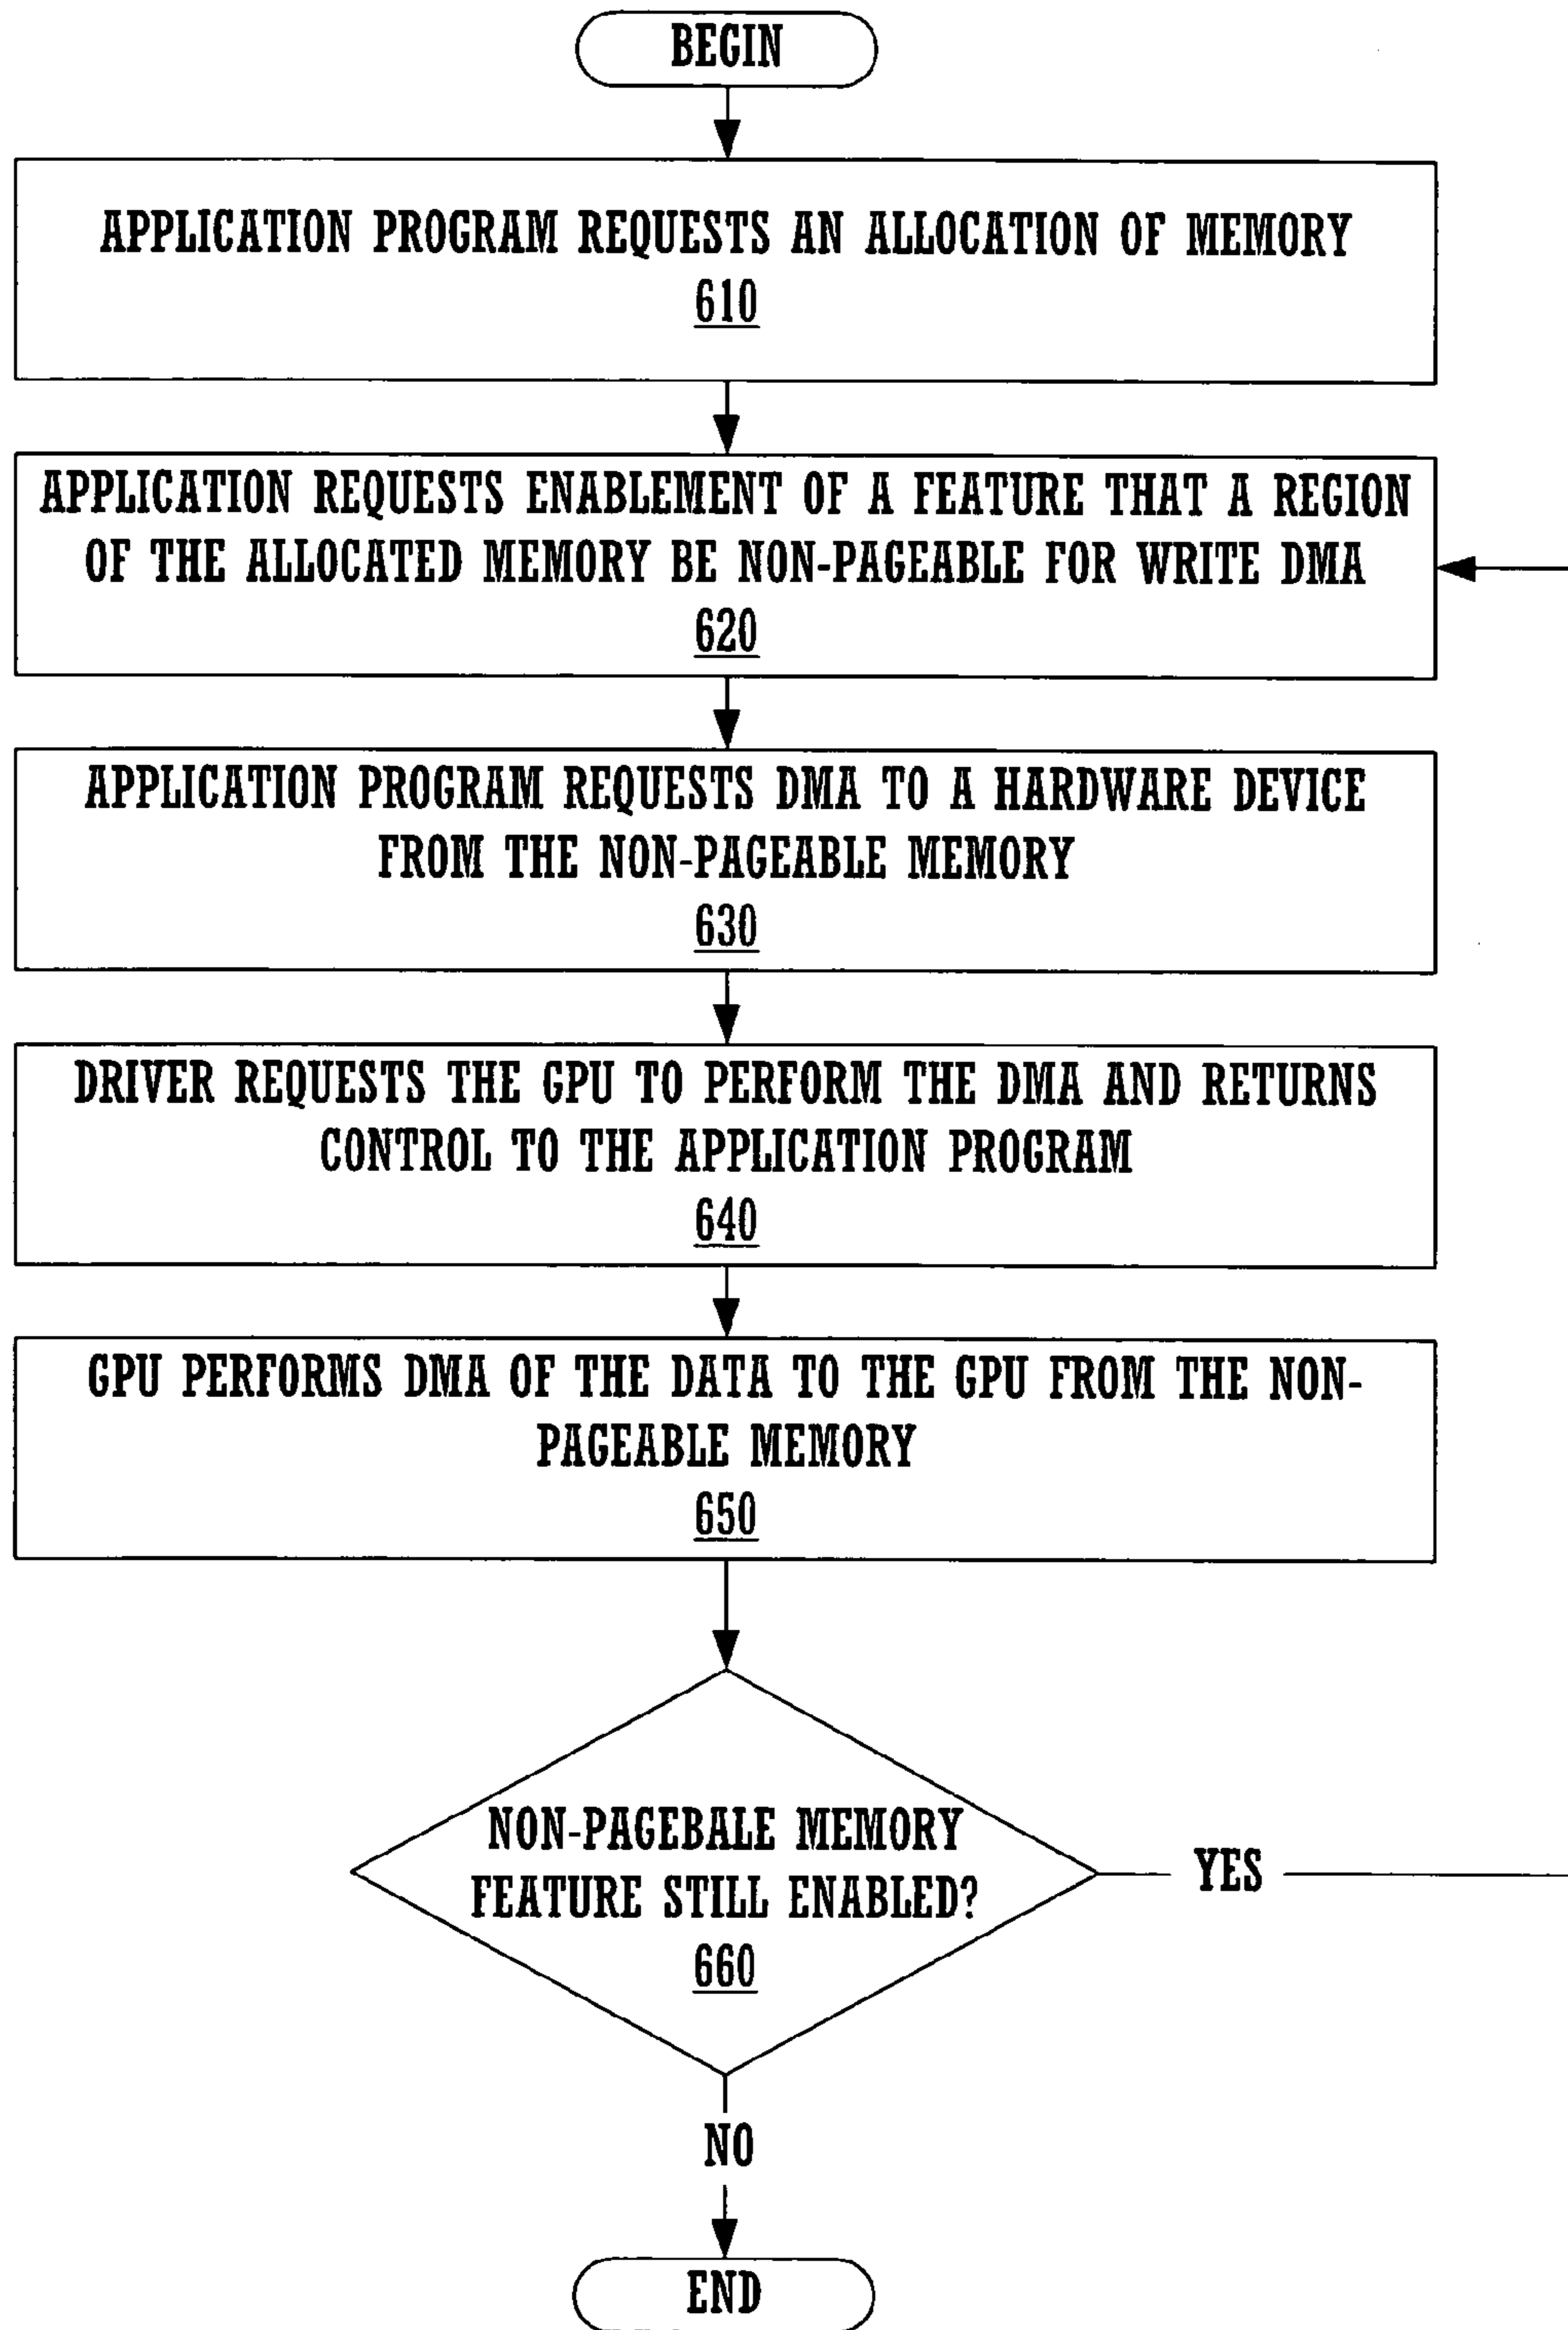 BEGIN
APPLICATION PROGRAM REQUESTS AN ALLOCATION OF MEMORY
610
APPLICATION REQUESTS ENABLEMENT OF A FEATURE THAT A REGION
OF THE ALLOCATED MEMORY BE NON-PAGEABLE FOR WRITE DMA
620
APPLICATION PROGRAM REQUESTS DMA TO A HARDWARE DEVICE
FROM THE NON-PAGEABLE MEMORY
630
DRIVER REQUESTS THE GPU TO PERFORM THE DMA AND RETURNS
CONTROL TO THE APPLICATION PROGRAM
640
GPU PERFORMS DMA OF THE DATA TO THE GPU FROM THE NON-
PAGEABLE MEMORY
650
NON-PAGEBALE MEMORY
FEATURE STILL ENABLED?
660
YES
NO
END